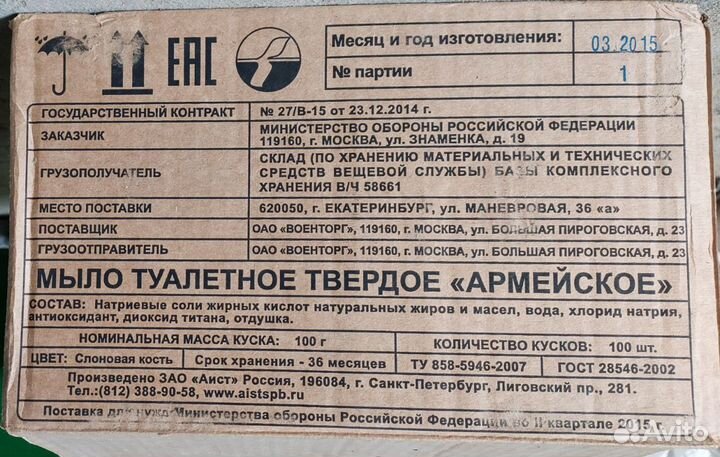 EAC
Месяц и год изготовления: 03.2015
№ партии 1
ГОСУДАРСТВЕННЫЙ КОНТРАКТ № 27/В-15 от 23.12.2014 г.
ЗАКАЗЧИК МИНИСТЕРСТВО ОБОРОНЫ РОССИЙСКОЙ ФЕДЕРАЦИИ
119160, г. МОСКВА, ул. ЗНАМЕНКА, д. 19
ГРУЗОПОЛУЧАТЕЛЬ СКЛАД (ПО ХРАНЕНИЮ МАТЕРИАЛЬНЫХ И ТЕХНИЧЕСКИХ
СРЕДСТВ ВЕЩЕВОЙ СЛУЖБЫ) БАЗЫ КОМПЛЕКСНОГО
ХРАНЕНИЯ В/Ч 58661
МЕСТО ПОСТАВКИ 620050, г. ЕКАТЕРИНБУРГ, ул. МАНЕВРОВАЯ, 36 «а»
ПОСТАВЩИК ОАО «ВОЕНТОРГ», 119160, г. МОСКВА, ул. БОЛЬШАЯ ПИРОГОВСКАЯ, д. 23
ГРУЗООТПРАВИТЕЛЬ ОАО «ВОЕНТОРГ», 119160, г. МОСКВА, ул. БОЛЬШАЯ ПИРОГОВСКАЯ, д. 23
МЫЛО ТУАЛЕТНОЕ ТВЕРДОЕ «АРМЕЙСКОЕ»
СОСТАВ: Натриевые соли жирных кислот натуральных жиров и масел, вода, хлорид натрия,
антиоксидант, диоксид титана, отдушка.
НОМИНАЛЬНАЯ МАССА КУСКА: 100 г КОЛИЧЕСТВО КУСКОВ: 100 шт.
ЦВЕТ: Слоновая кость Срок хранения - 36 месяцев ТУ 858-5946-2007 ГОСТ 28546-2002
Произведено ЗАО «Аист» Россия, 196084, г. Санкт-Петербург, Лиговский пр., 281.
Тел.:(812) 388-90-58, www.aistspb.ru
Поставка для нужд Министерства обороны Российской Федерации во II квартале 2015 г.
Avito